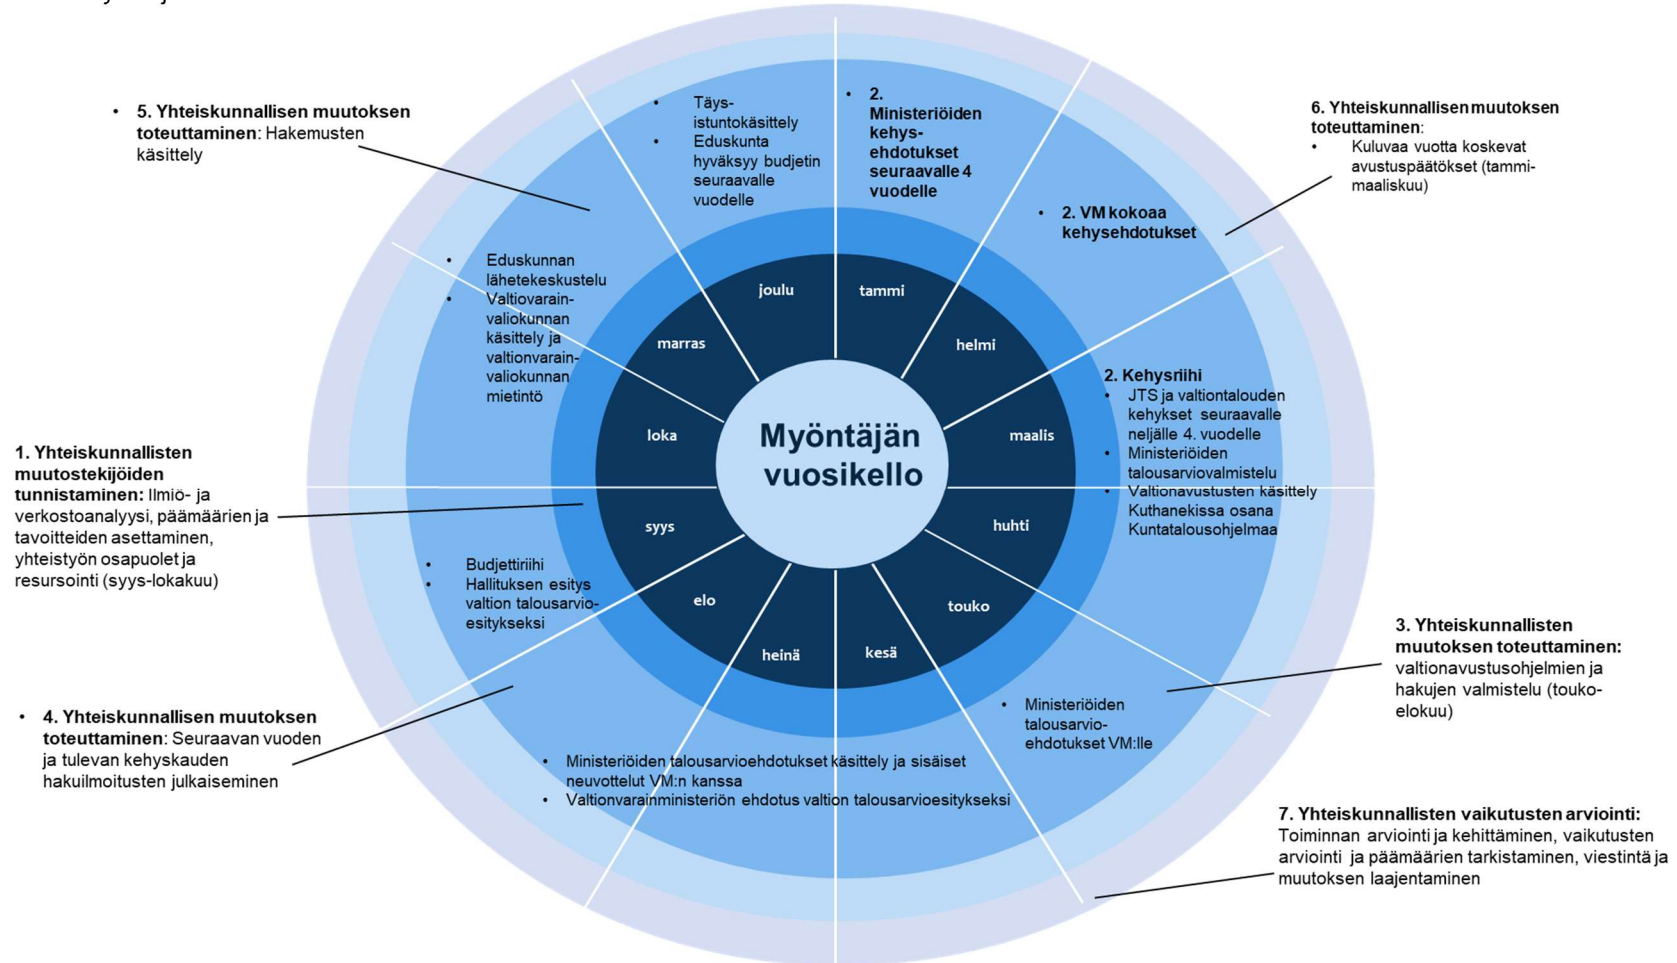 • 5. Yhteiskunnallisen muutoksen
toteuttaminen: Hakemusten
käsittely
• Täys-
istuntokäsittely
• Eduskunta
hyväksyy budjetin
seuraavalle
vuodelle
• 2.
Ministeriöiden
kehys-
ehdotukset
seuraavalle 4
vuodelle
• 2. VM kokoaa
kehysehdotukset
6. Yhteiskunnallisen muutoksen
toteuttaminen:
• Kuluvaa vuotta koskevat
avustuspäätökset (tammi-
maaliskuu)
• Eduskunnan
lähetekeskustelu
• Valtiovarain-
valiokunnan
käsittely ja
valtionvarain-
valiokunnan
mietintö
joulu
tammi
marras
helmi
loka
maalis
syys
huhti
elo
touko
heinä
kesä
Myöntäjän
vuosikello
2. Kehysriihi
• JTS ja valtiontalouden
kehykset seuraavalle
neljälle 4. vuodelle
• Ministeriöiden
talousarviovalmistelu
• Valtionavustusten käsittely
Kuthanekissa osana
Kuntatalousohjelmaa
1. Yhteiskunnallisten
muutostekijöiden
tunnistaminen: Ilmiö- ja
verkostoanalyysi, päämäärien ja
tavoitteiden asettaminen,
yhteistyön osapuolet ja
resursointi (syys-lokakuu)
• Budjettiriihi
• Hallituksen esitys
valtion talousarvio-
esitykseksi
3. Yhteiskunnallisten
muutoksen toteuttaminen:
valtionavustusohjelmien ja
hakujen valmistelu (touko-
elokuu)
• 4. Yhteiskunnallisen muutoksen
toteuttaminen: Seuraavan vuoden
ja tulevan kehyskauden
hakuilmoitusten julkaiseminen
• Ministeriöiden
talousarvio-
ehdotukset VM:lle
• Ministeriöiden talousarvioehdotukset käsittely ja sisäiset
neuvottelut VM:n kanssa
• Valtionvarainministeriön ehdotus valtion talousarvioesitykseksi
7. Yhteiskunnallisten vaikutusten arviointi:
Toiminnan arviointi ja kehittäminen, vaikutusten
arviointi ja päämäärien tarkistaminen, viestintä ja
muutoksen laajentaminen